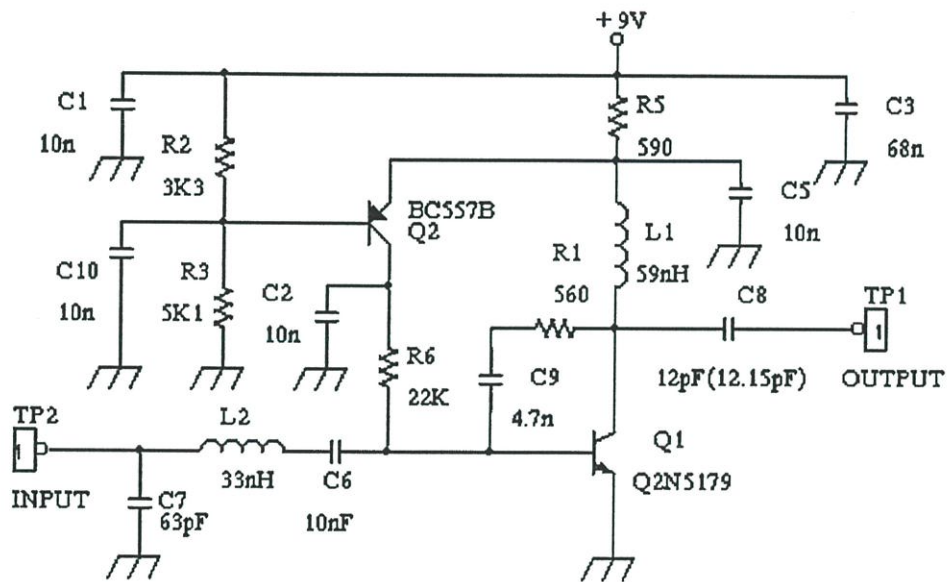 + 9V
C1
10n
R2
3K3
R5
590
C3
68n
BC557B
Q2
C5
10n
C10
10n
R3
5K1
C2
10n
R1
560
L1
59nH
C8
12pF(12.15pF)
TP1
1
OUTPUT
R6
22K
C9
4.7n
TP2
1
INPUT
L2
33nH
C6
10nF
C7
63pF
Q1
Q2N5179